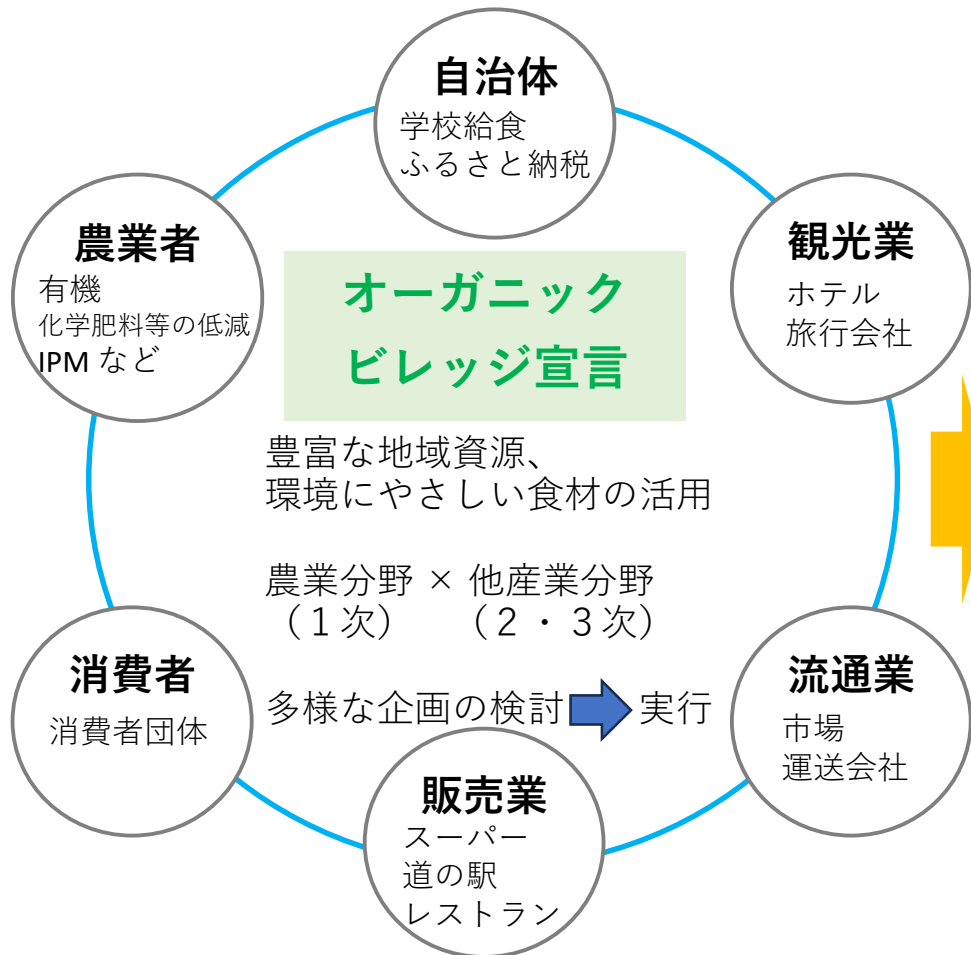 自治体
学校給食
ふるさと納税
農業者
有機
化学肥料等の低減
IPM など
観光業
ホテル
旅行会社
オーガニック
ビレッジ宣言
豊富な地域資源、
環境にやさしい食材の活用
農業分野 × 他産業分野
（１次） （２・３次）
多様な企画の検討 実行
消費者
消費者団体
流通業
市場
運送会社
販売業
スーパー
道の駅
レストラン